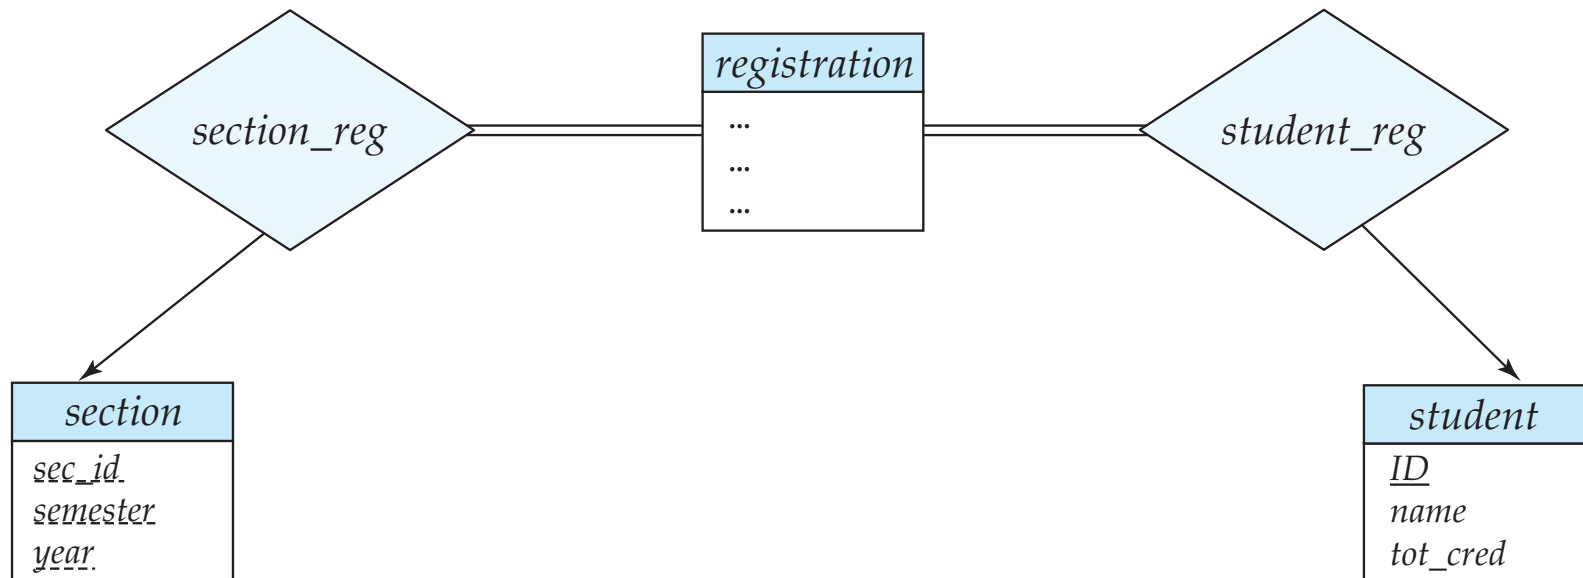 section_reg
registration
...
...
...
student_reg
section
sec_id
semester
year
student
ID
name
tot_cred